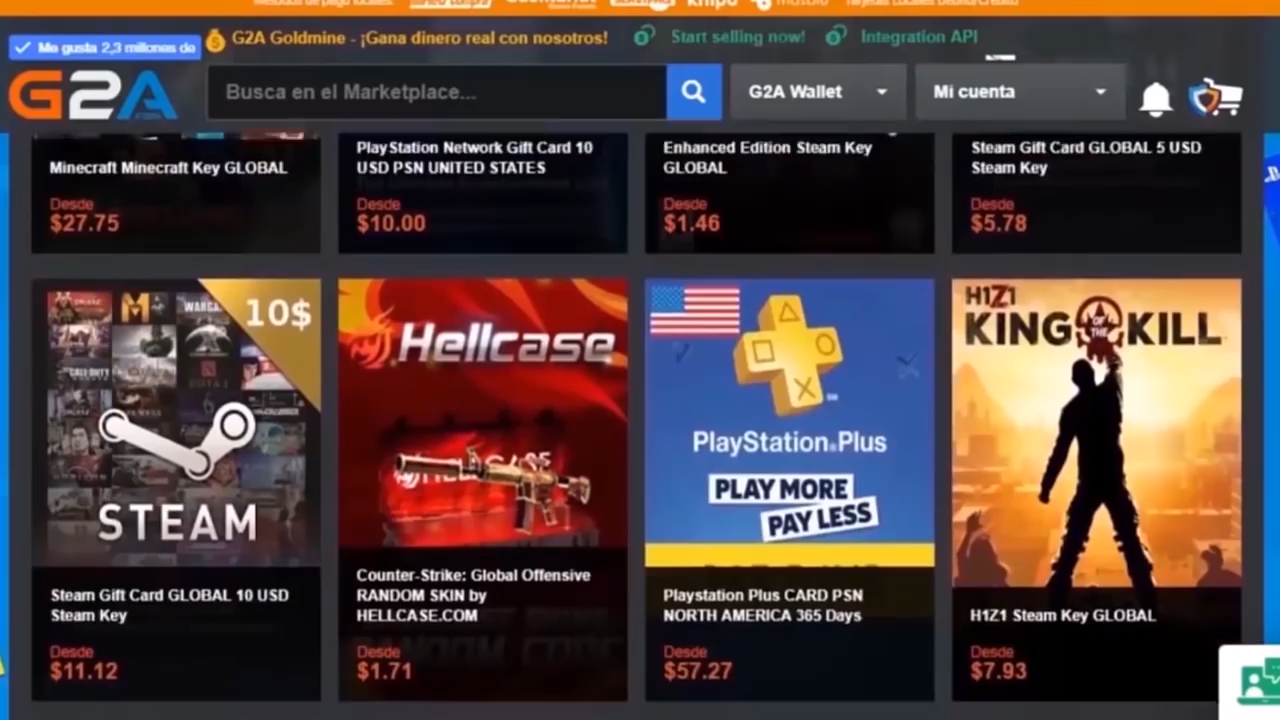 Me gusta 2,3 millones de
G2A Goldmine - ¡Gana dinero real con nosotros!
Start selling now!
Integration API
G2A
Busca en el Marketplace...
G2A Wallet
Mi cuenta
Minecraft Minecraft Key GLOBAL
Desde
$27.75
PlayStation Network Gift Card 10
USD PSN UNITED STATES
Desde
$10.00
Enhanced Edition Steam Key
GLOBAL
Desde
$1.46
Steam Gift Card GLOBAL 5 USD
Steam Key
Desde
$5.78
10$
STEAM
Steam Gift Card GLOBAL 10 USD
Steam Key
Desde
$11.12
Hellcase
Counter-Strike: Global Offensive
RANDOM SKIN by
HELLCASE.COM
Desde
$1.71
PlayStation Plus
PLAY MORE
PAY LESS
Playstation Plus CARD PSN
NORTH AMERICA 365 Days
Desde
$57.27
H1Z1
KING OF THE KILL
H1Z1 Steam Key GLOBAL
Desde
$7.93